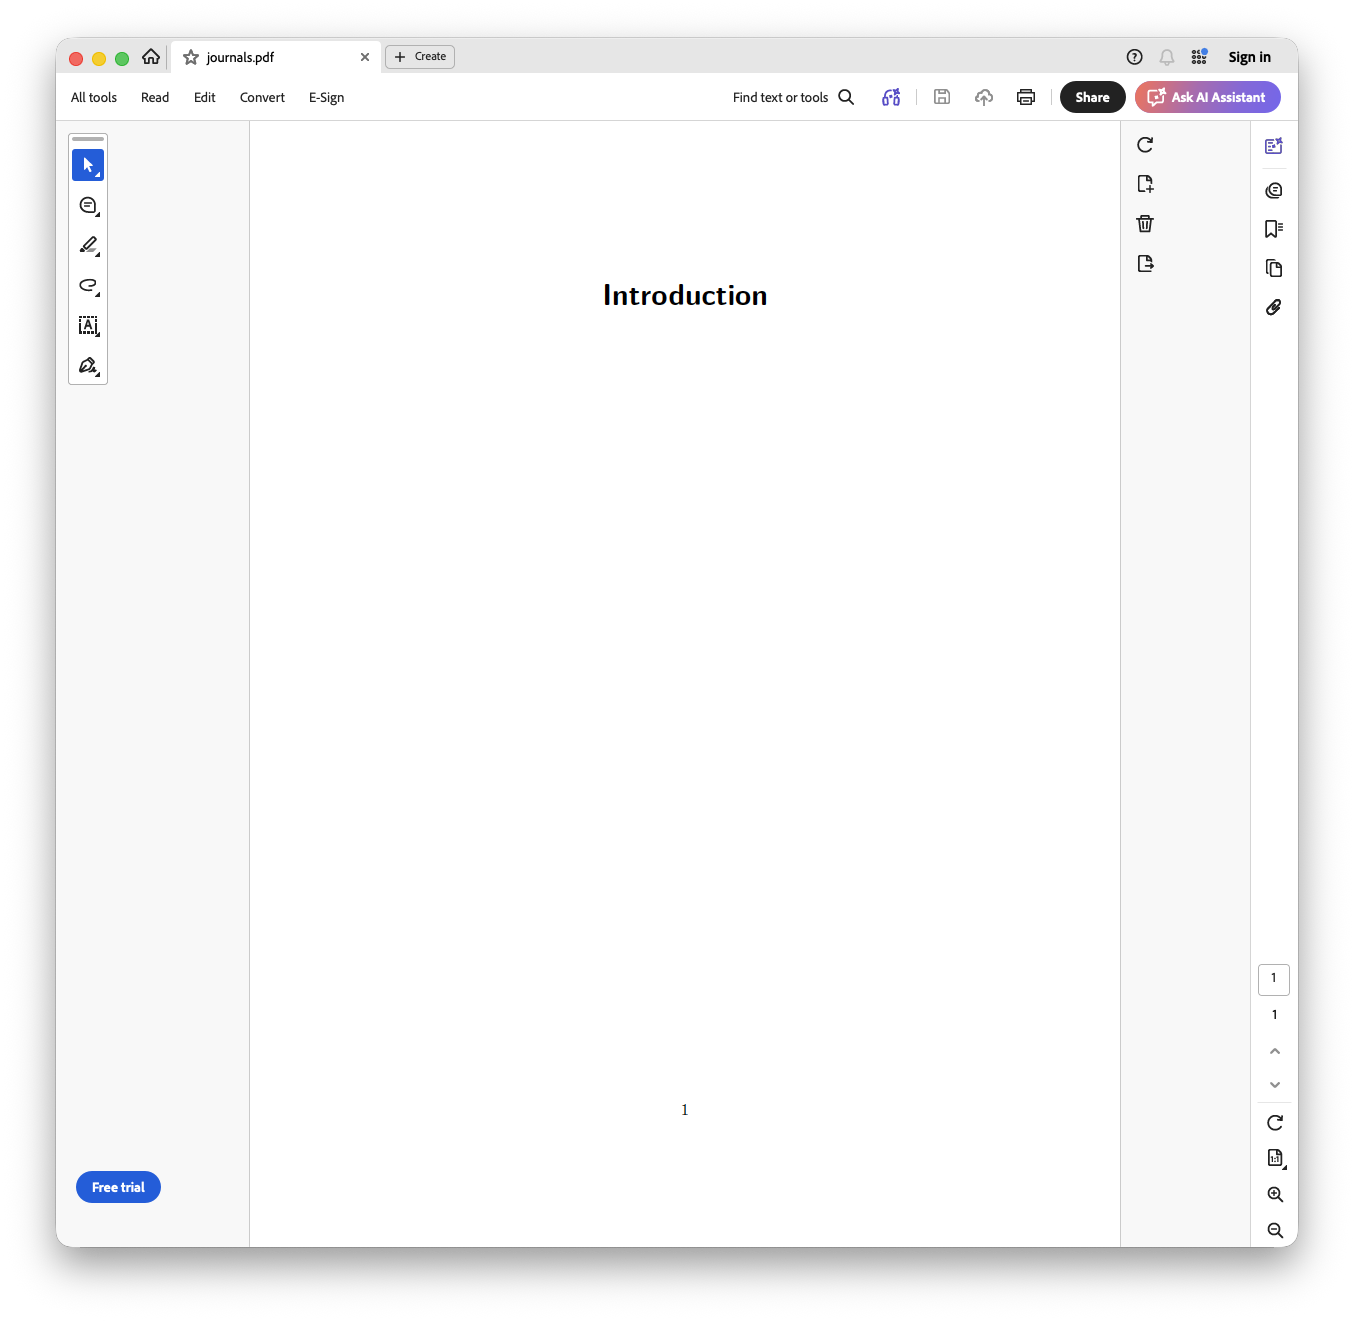 journals.pdf
Create
Sign in
All tools
Read
Edit
Convert
E-Sign
Find text or tools
Share
Ask AI Assistant
Introduction
1
1
1
Free trial